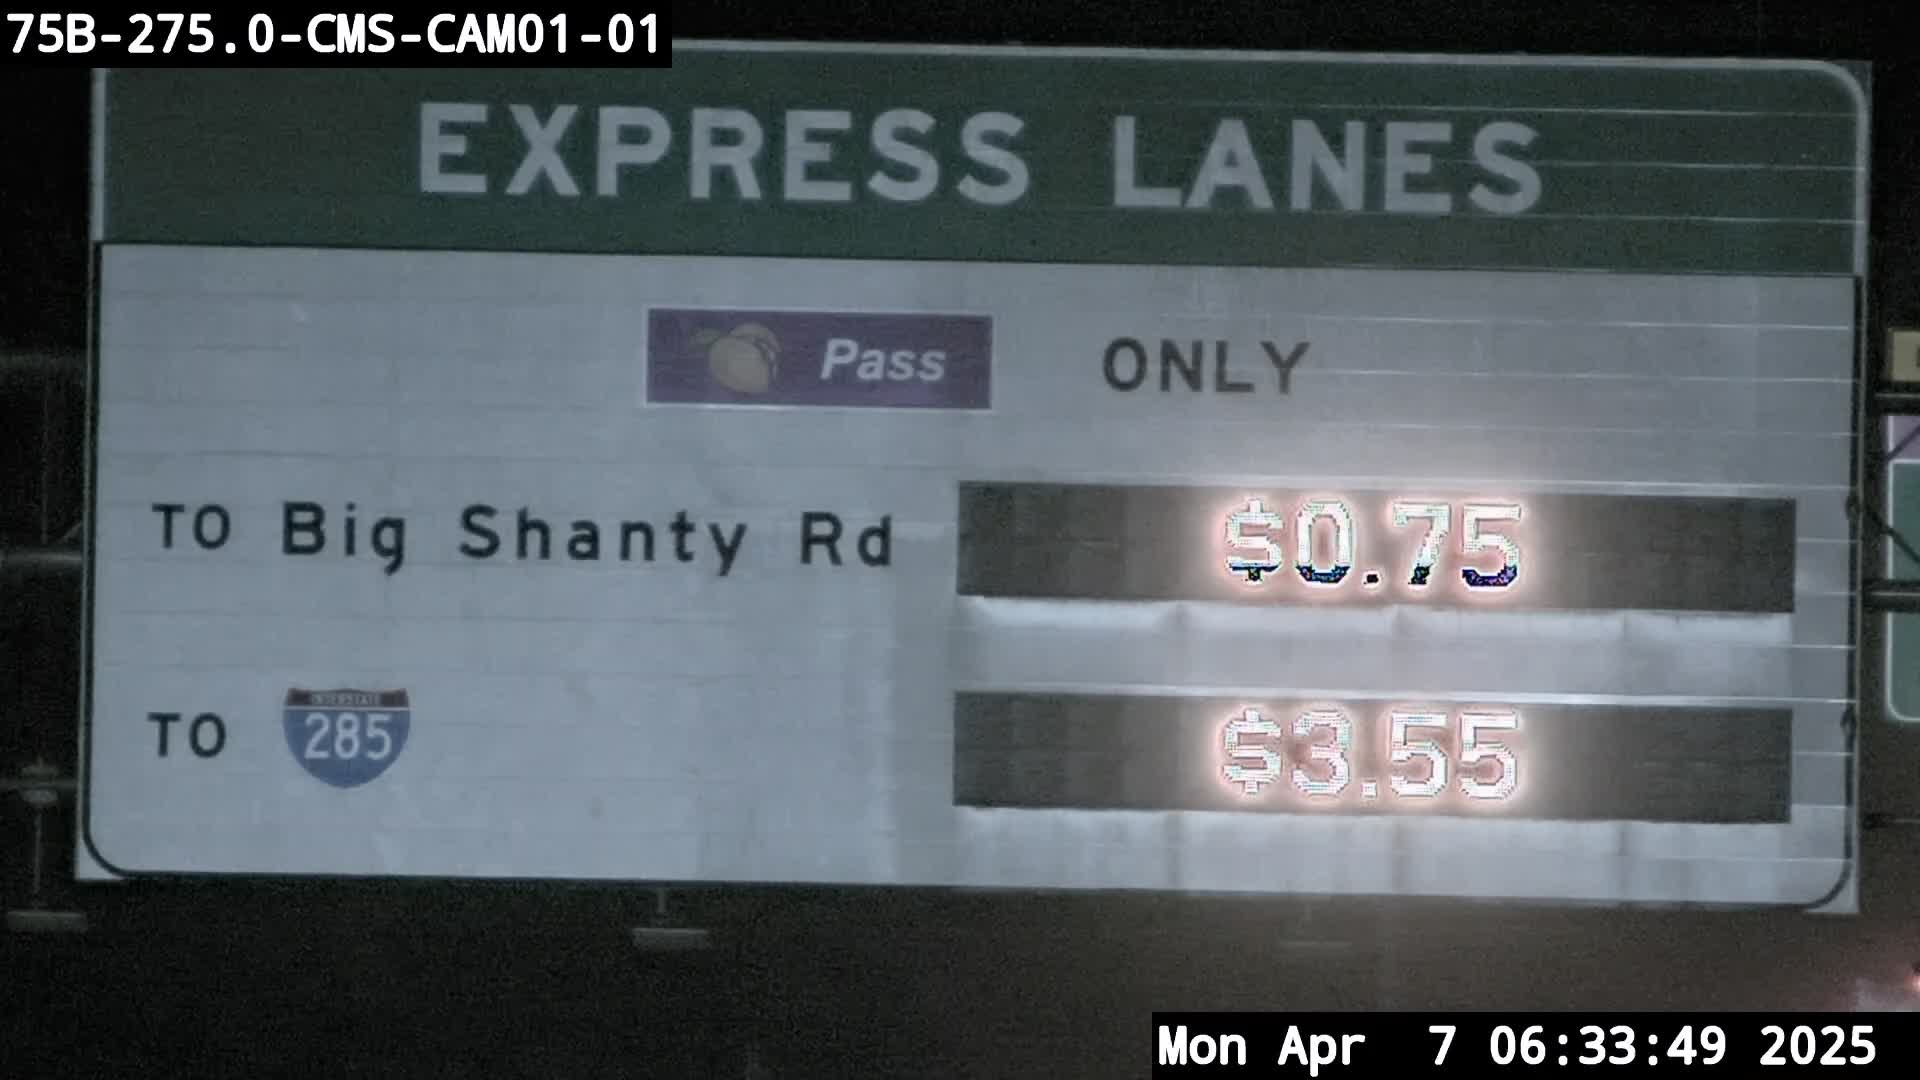 75B-275.0-CMS-CAM01-01
EXPRESS LANES
Pass ONLY
TO Big Shanty Rd $0.75
TO INTERSTATE 285 $3.55
Mon Apr 7 06:33:49 2025